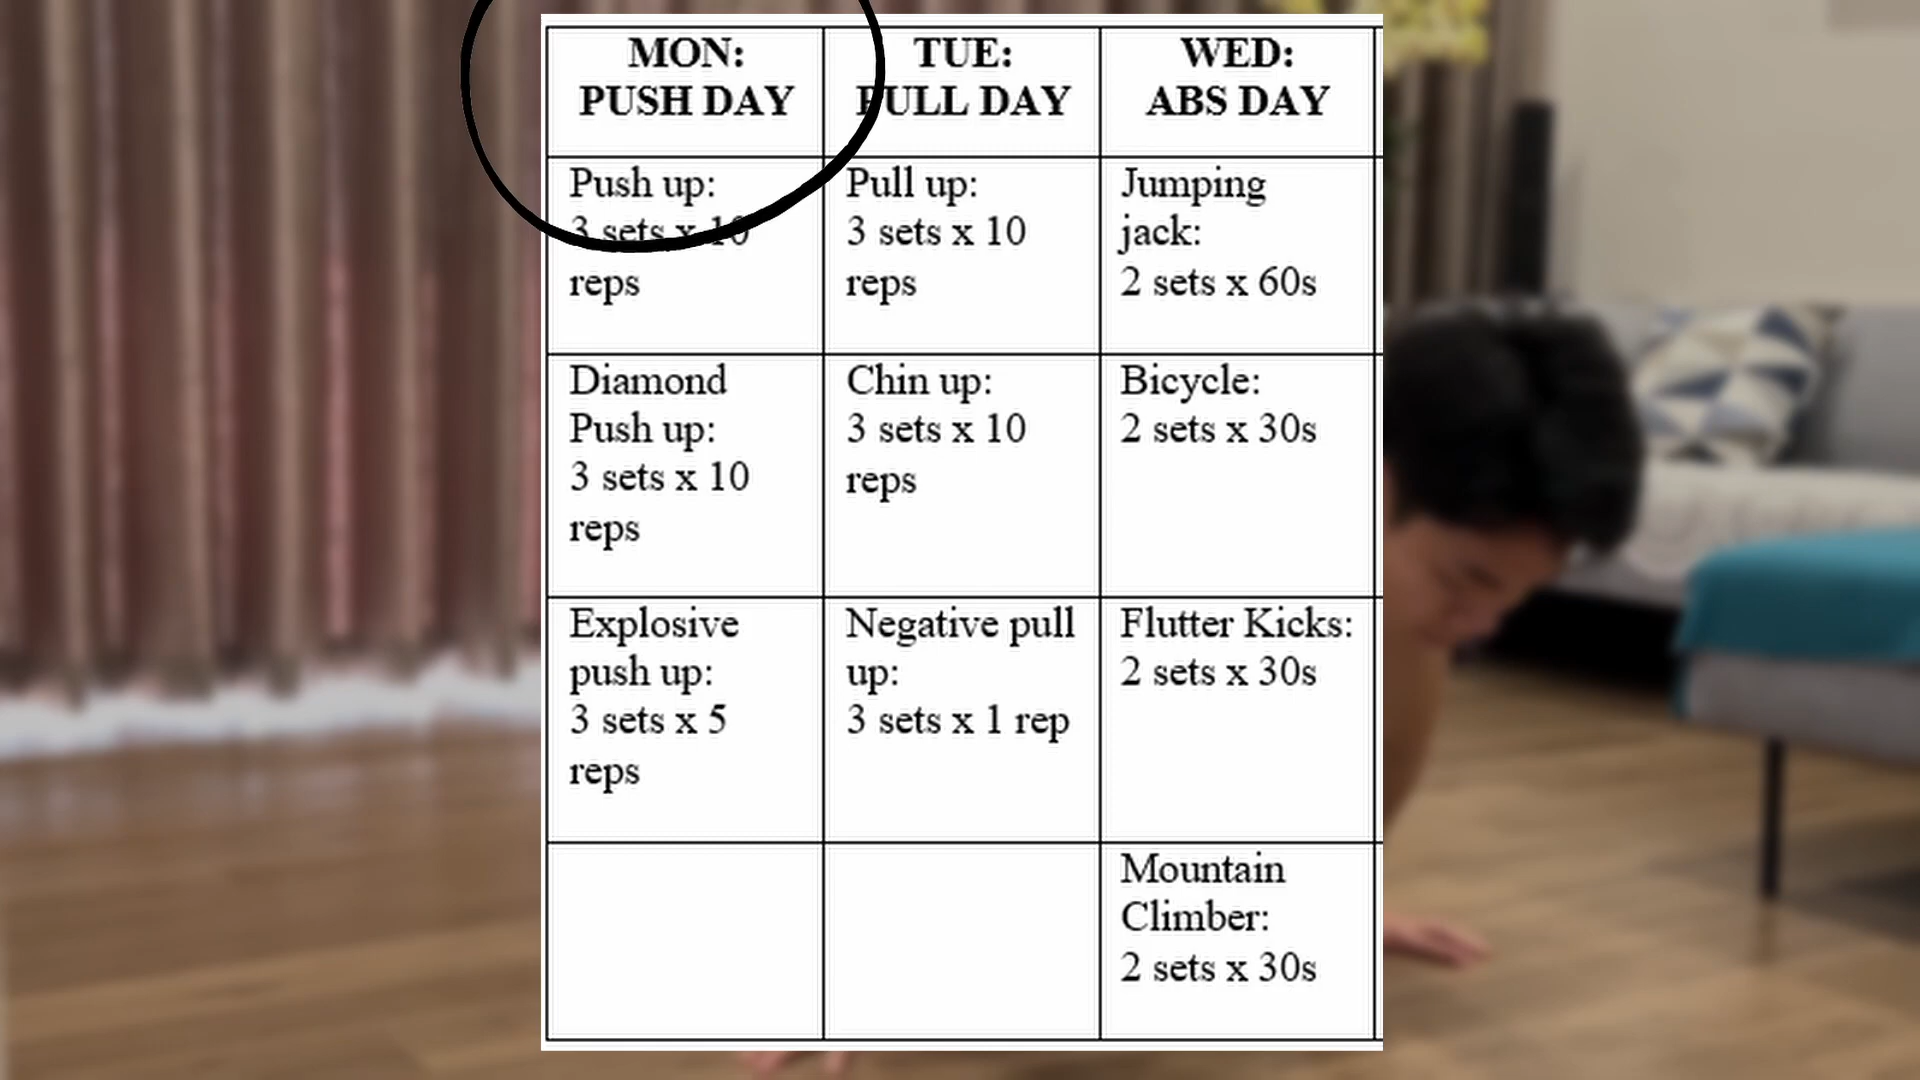 MON:
PUSH DAY
TUE:
PULL DAY
WED:
ABS DAY
Push up:
3 sets x 10
reps
Pull up:
3 sets x 10
reps
Jumping
jack:
2 sets x 60s
Diamond
Push up:
3 sets x 10
reps
Chin up:
3 sets x 10
reps
Bicycle:
2 sets x 30s
Explosive
push up:
3 sets x 5
reps
Negative pull
up:
3 sets x 1 rep
Flutter Kicks:
2 sets x 30s
Mountain
Climber:
2 sets x 30s